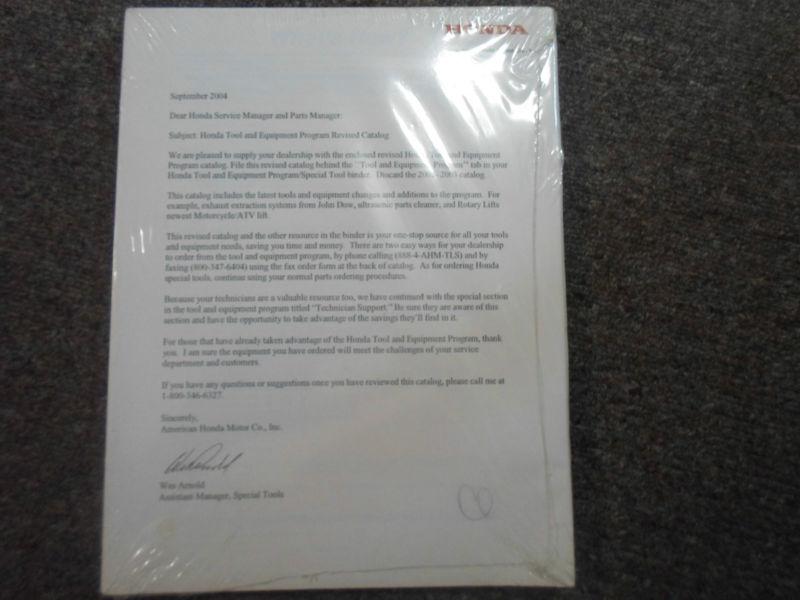 HONDA
September 2004
Dear Honda Service Manager and Parts Manager:
Subject: Honda Tool and Equipment Program Revised Catalog
We are pleased to supply your dealership with the enclosed revised Honda Tool and Equipment
Program catalog. File this revised catalog behind the "Tool and Equipment Program" tab in your
Honda Tool and Equipment Program/Special Tool binder. Discard the catalog.
This catalog includes the latest tools and equipment changes and additions to the program. For
example, exhaust extraction systems from John Dow, ultrasonic parts cleaner, and Rotary Lifts
newest Motorcycle/ATV lift.
This revised catalog and the other resource in the binder is your one-stop source for all your tools
and equipment needs, saving you time and money. There are two easy ways for your dealership
to order from the tool and equipment program, by phone calling (888-4-AHM-TLS) and by
faxing (800-347-6404) using the fax order form at the back of catalog. As for ordering Honda
special tools, continue using your normal parts ordering procedures.
Because your technicians are a valuable resource too, we have continued with the special section
in the tool and equipment program titled "Technician Support." Be sure they are aware of this
section and have the opportunity to take advantage of the savings they'll find in it.
For those that have already taken advantage of the Honda Tool and Equipment Program, thank
you. I am sure the equipment you have ordered will meet the challenges of your service
department and customers.
If you have any questions or suggestions once you have reviewed this catalog, please call me at
1-800-346-6327.
Sincerely,
American Honda Motor Co., Inc.
Wes Arnold
Wes Arnold
Assistant Manager, Special Tools